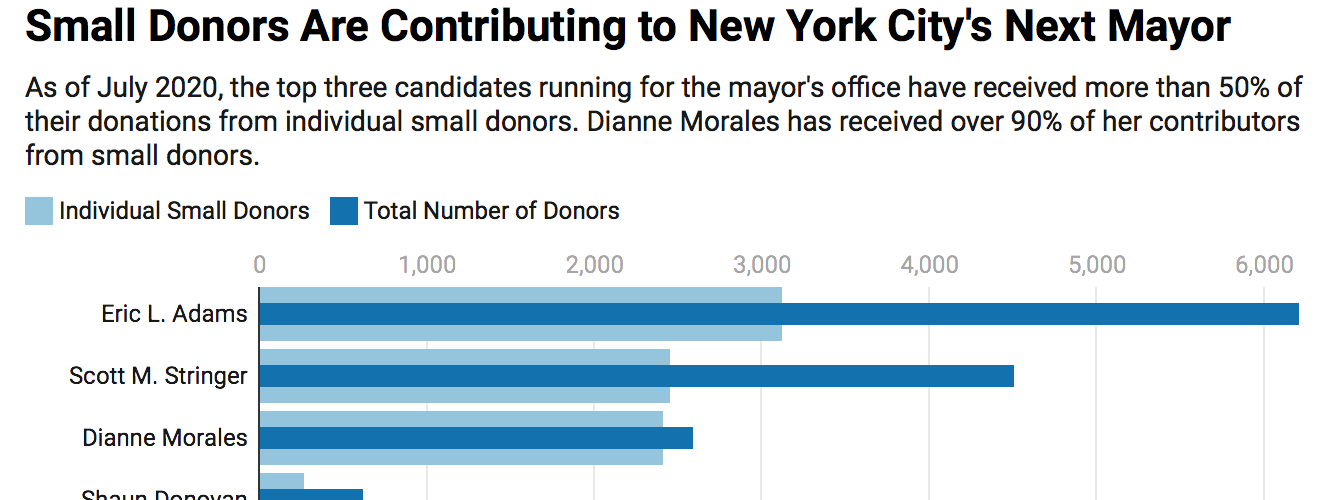 Small Donors Are Contributing to New York City's Next Mayor
As of July 2020, the top three candidates running for the mayor's office have received more than 50% of
their donations from individual small donors. Dianne Morales has received over 90% of her contributors
from small donors.
Individual Small Donors Total Number of Donors
0 1,000 2,000 3,000 4,000 5,000 6,000
Eric L. Adams
Scott M. Stringer
Dianne Morales
Shaun Donovan